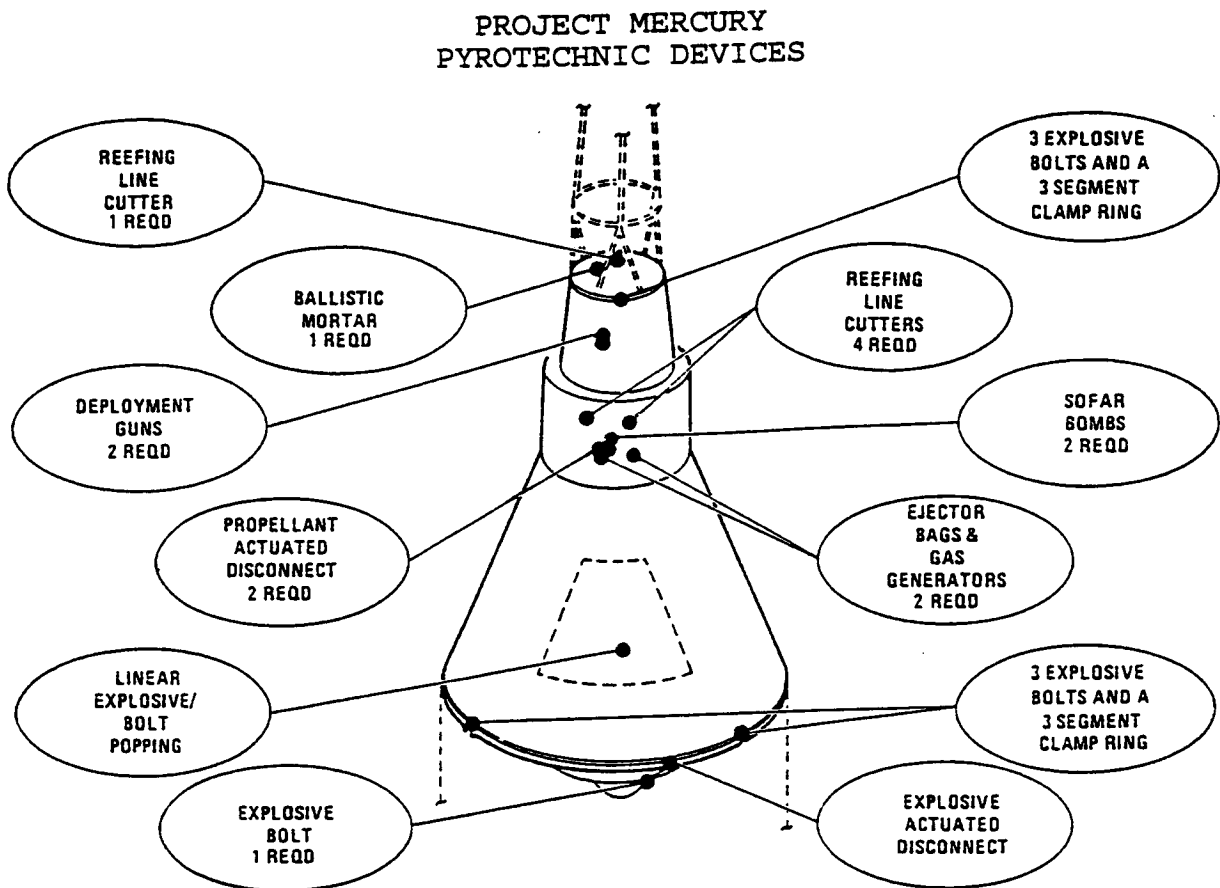 PROJECT MERCURY
PYROTECHNIC DEVICES
REEFING
LINE
CUTTER
1 REQD
3 EXPLOSIVE
BOLTS AND A
3 SEGMENT
CLAMP RING
BALLISTIC
MORTAR
1 REQD
REEFING
LINE
CUTTERS
4 REQD
DEPLOYMENT
GUNS
2 REQD
SOFAR
BOMBS
2 REQD
PROPELLANT
ACTUATED
DISCONNECT
2 REQD
EJECTOR
BAGS &
GAS
GENERATORS
2 REQD
LINEAR
EXPLOSIVE/
BOLT
POPPING
3 EXPLOSIVE
BOLTS AND A
3 SEGMENT
CLAMP RING
EXPLOSIVE
BOLT
1 REQD
EXPLOSIVE
ACTUATED
DISCONNECT